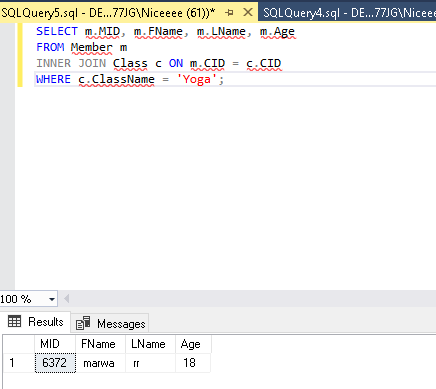 SQLQuery5.sql - DE...77JG\Niceeee (61))* SQLQuery4.sql - DE...77JG\Niceeee
SELECT m.MID, m.FName, m.LName, m.Age
FROM Member m
INNER JOIN Class c ON m.CID = c.CID
WHERE c.ClassName = 'Yoga';
100 %
Results Messages
MID FName LName Age
1 6372 marwa rr 18